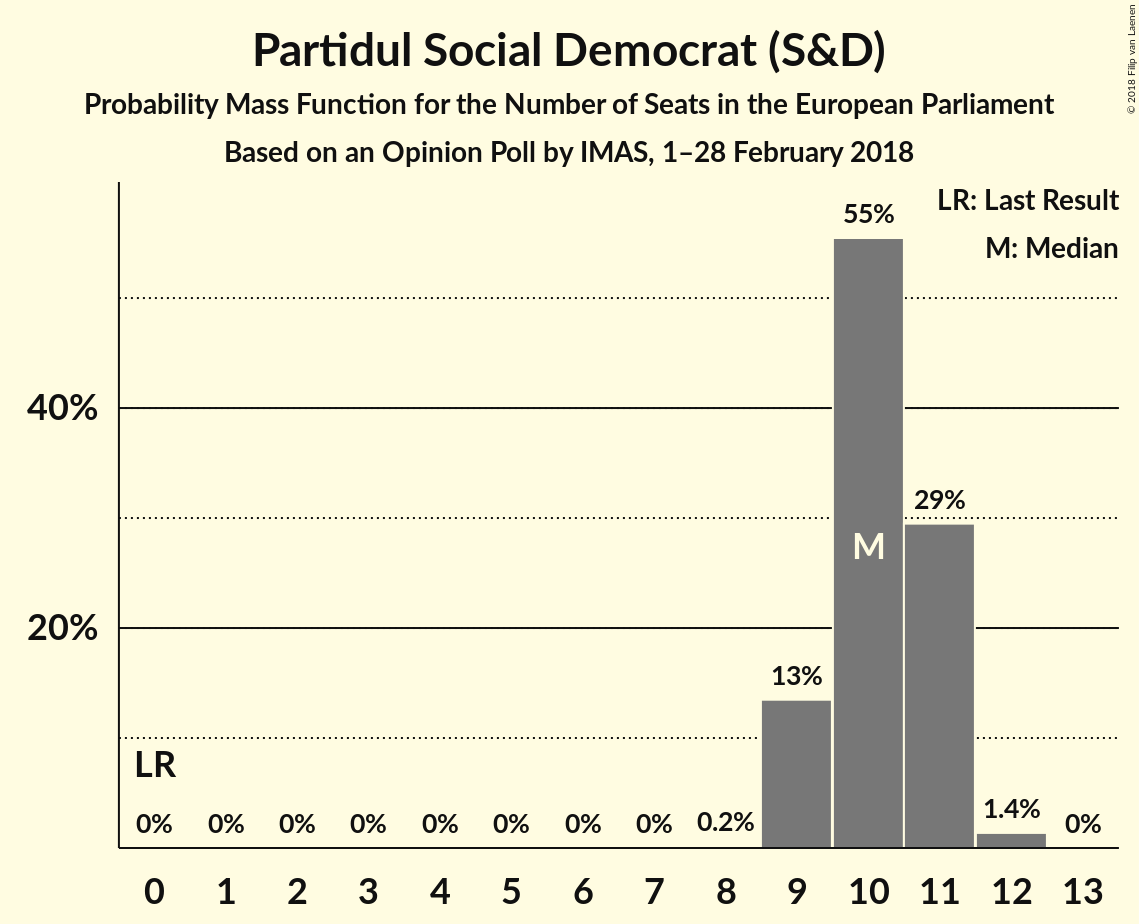 Partidul Social Democrat (S&D)
Probability Mass Function for the Number of Seats in the European Parliament
Based on an Opinion Poll by IMAS, 1–28 February 2018
© 2018 Filip van Laenen
LR: Last Result
M: Median
55%
40%
29%
M
20%
13%
LR
0% 0% 0% 0% 0% 0% 0% 0% 0.2% 1.4% 0%
0 1 2 3 4 5 6 7 8 9 10 11 12 13